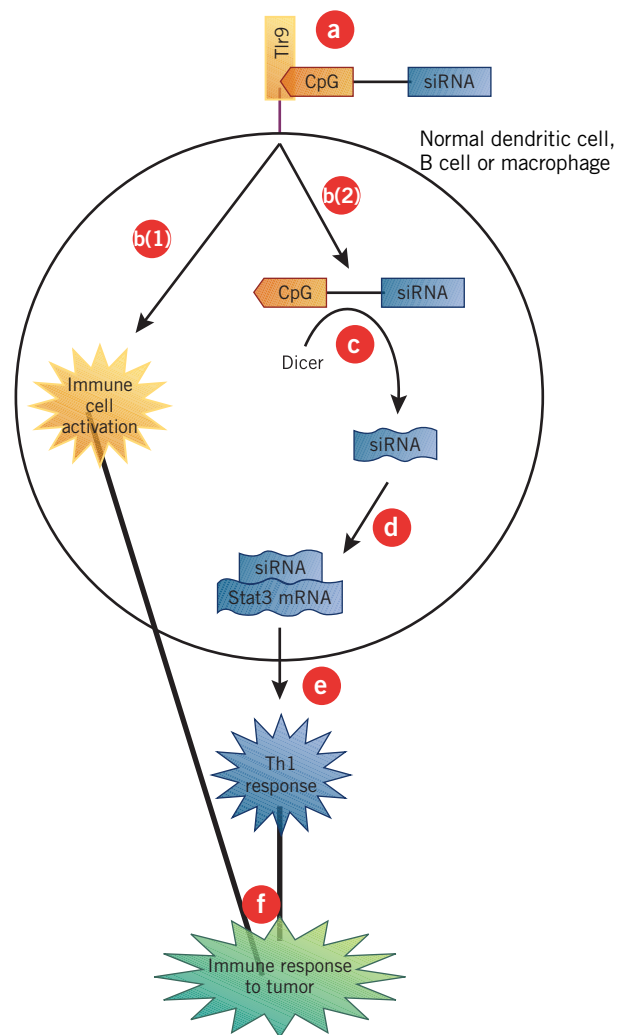 a
Tlr9
CpG
siRNA
Normal dendritic cell,
B cell or macrophage
b(1)
b(2)
CpG
siRNA
c
Dicer
Immune
cell
activation
siRNA
d
siRNA
Stat3 mRNA
e
Th1
response
f
Immune response
to tumor